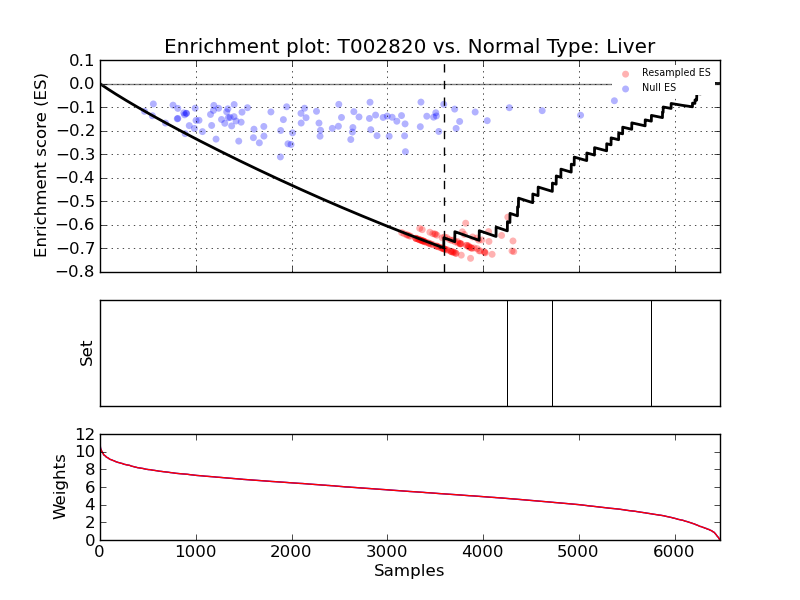 Enrichment plot: T002820 vs. Normal Type: Liver
Enrichment score (ES)
0.1
0.0
−0.1
−0.2
−0.3
−0.4
−0.5
−0.6
−0.7
−0.8
Resampled ES
Null ES
Set
Weights
12
10
8
6
4
2
0
0 1000 2000 3000 4000 5000 6000
Samples